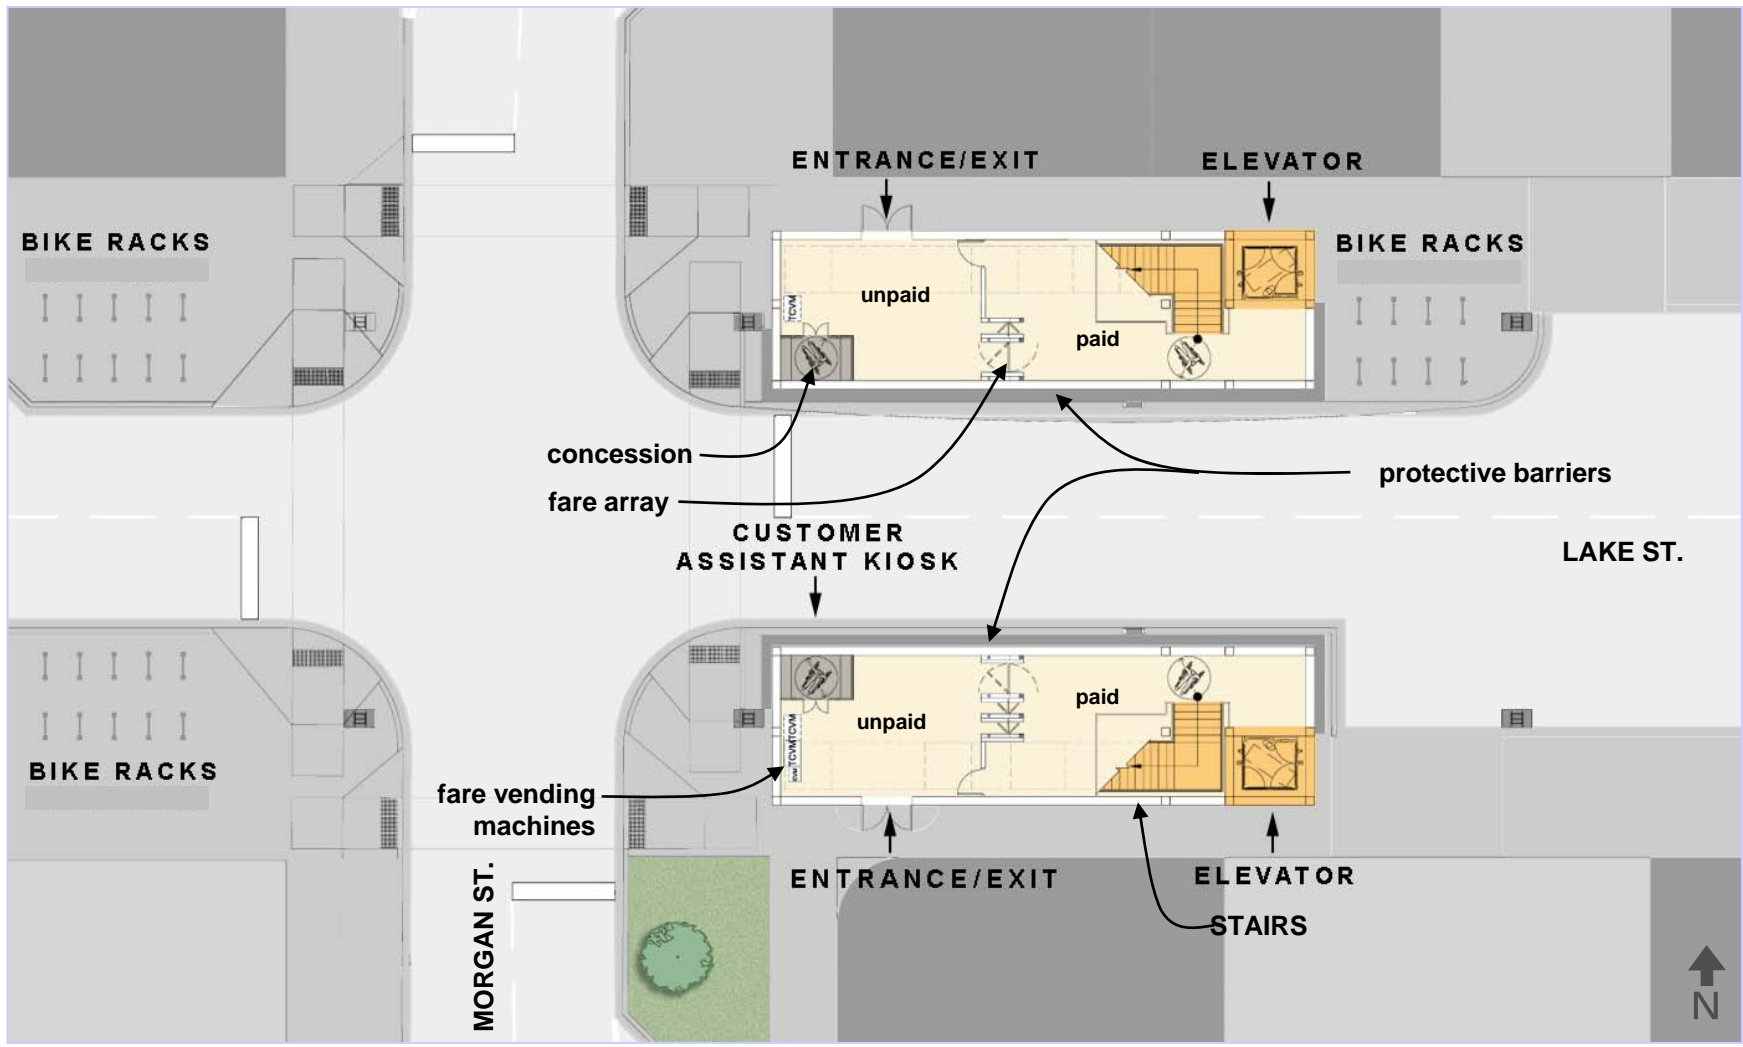 ENTRANCE/EXIT
ELEVATOR
BIKE RACKS
BIKE RACKS
unpaid
TCVM
paid
concession
fare array
protective barriers
CUSTOMER
ASSISTANT KIOSK
LAKE ST.
unpaid
paid
TCVM
TCVM
BIKE RACKS
fare vending
machines
ENTRANCE/EXIT
ELEVATOR
STAIRS
MORGAN ST.
N